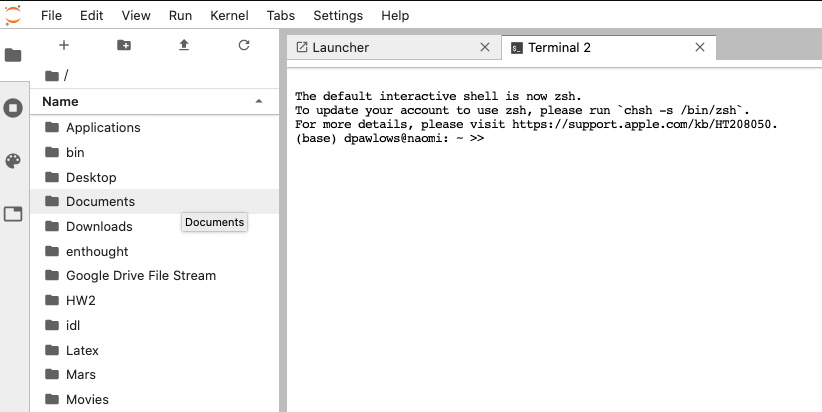 File Edit View Run Kernel Tabs Settings Help
/
Name
Applications
bin
Desktop
Documents
Documents
Downloads
enthought
Google Drive File Stream
HW2
idl
Latex
Mars
Movies
Launcher
Terminal 2
The default interactive shell is now zsh.
To update your account to use zsh, please run `chsh -s /bin/zsh`.
For more details, please visit https://support.apple.com/kb/HT208050.
(base) dpawlows@naomi: ~ >>